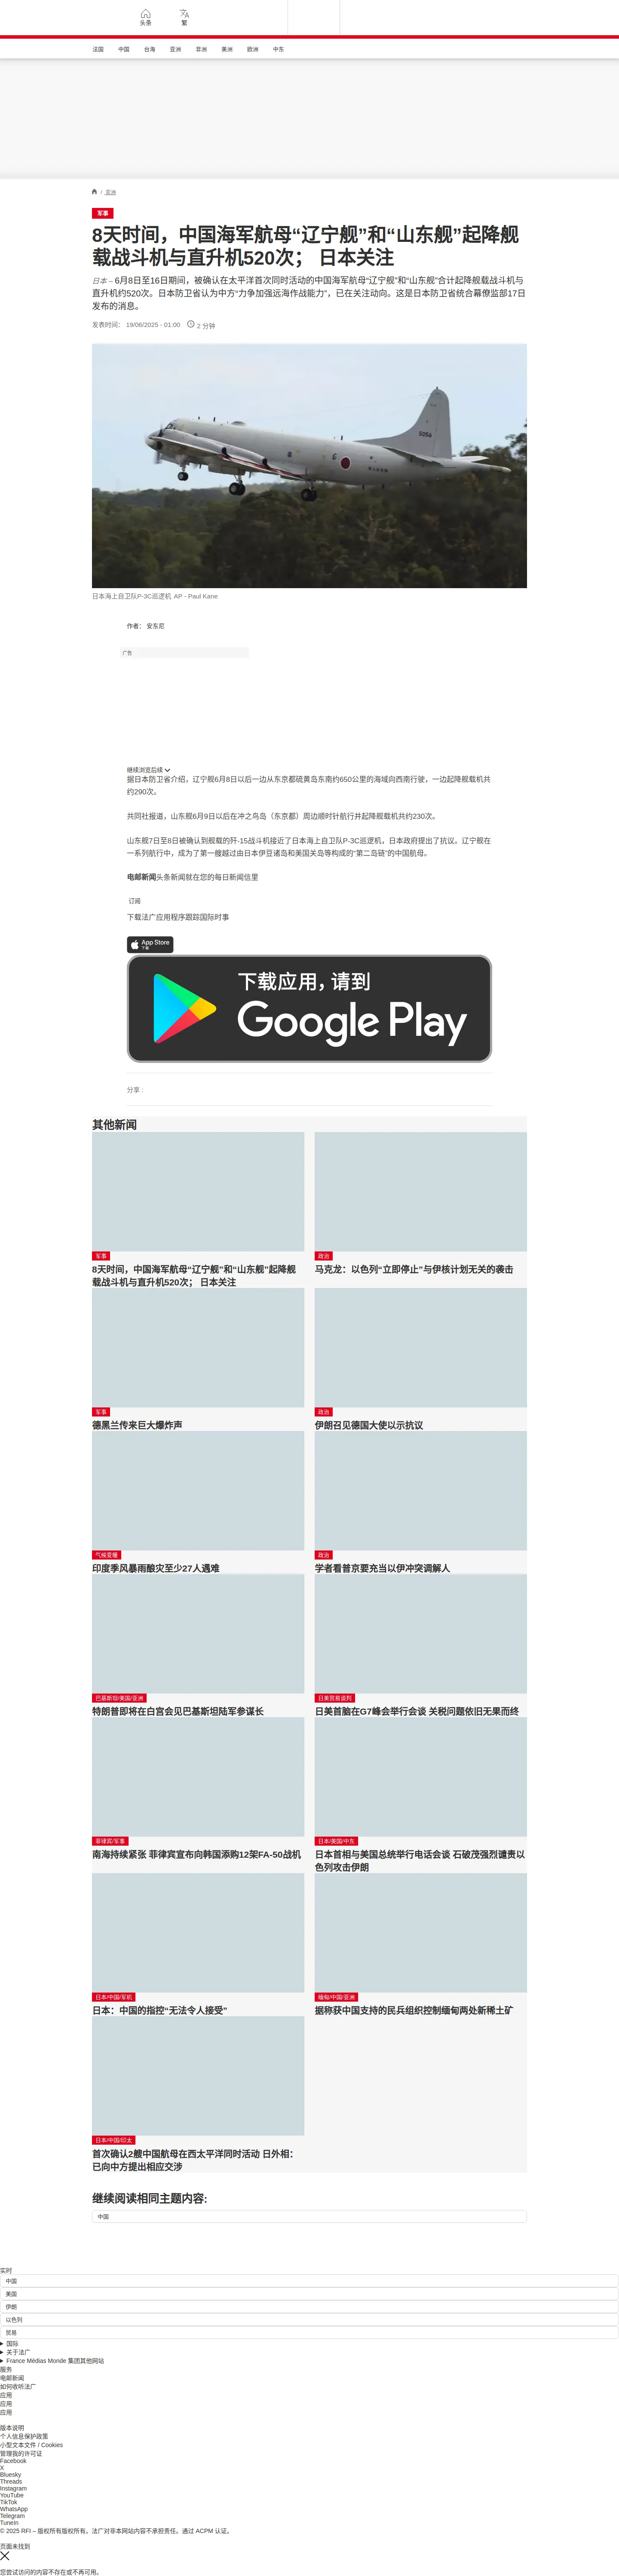 头条
繁
法国
中国
台海
亚洲
非洲
美洲
欧洲
中东
/ 亚洲
军事
8天时间，中国海军航母“辽宁舰”和“山东舰”起降舰
载战斗机与直升机520次； 日本关注
日本 – 6月8日至16日期间，被确认在太平洋首次同时活动的中国海军航母“辽宁舰”和“山东舰”合计起降舰载战斗机与
直升机约520次。日本防卫省认为中方“力争加强远海作战能力”，已在关注动向。这是日本防卫省统合幕僚监部17日
发布的消息。
发表时间： 19/06/2025 - 01:00
2 分钟
5056
日本海上自卫队P-3C巡逻机 AP - Paul Kane
作者： 安东尼
广告
继续浏览后续
据日本防卫省介绍，辽宁舰6月8日以后一边从东京都硫黄岛东南约650公里的海域向西南行驶，一边起降舰载机共
约290次。
共同社报道，山东舰6月9日以后在冲之鸟岛（东京都）周边顺时针航行并起降舰载机共约230次。
山东舰7日至8日被确认到舰载的歼-15战斗机接近了日本海上自卫队P-3C巡逻机，日本政府提出了抗议。辽宁舰在
一系列航行中，成为了第一艘越过由日本伊豆诸岛和美国关岛等构成的“第二岛链”的中国航母。
电邮新闻头条新闻就在您的每日新闻信里
订阅
下载法广应用程序跟踪国际时事
App Store
下载
下载应用，请到
Google Play
分享 :
其他新闻
军事
8天时间，中国海军航母“辽宁舰”和“山东舰”起降舰
载战斗机与直升机520次； 日本关注
政治
马克龙：以色列“立即停止”与伊核计划无关的袭击
军事
德黑兰传来巨大爆炸声
政治
伊朗召见德国大使以示抗议
气候变暖
印度季风暴雨酿灾至少27人遇难
政治
学者看普京要充当以伊冲突调解人
巴基斯坦/美国/亚洲
特朗普即将在白宫会见巴基斯坦陆军参谋长
日美贸易谈判
日美首脑在G7峰会举行会谈 关税问题依旧无果而终
菲律宾/军事
南海持续紧张 菲律宾宣布向韩国添购12架FA-50战机
日本/美国/中东
日本首相与美国总统举行电话会谈 石破茂强烈谴责以
色列攻击伊朗
日本/中国/军机
日本：中国的指控“无法令人接受”
缅甸/中国/亚洲
据称获中国支持的民兵组织控制缅甸两处新稀土矿
日本/中国/印太
首次确认2艘中国航母在西太平洋同时活动 日外相：
已向中方提出相应交涉
继续阅读相同主题内容:
中国
实时
中国
美国
伊朗
以色列
贸易
国际
关于法广
France Médias Monde 集团其他网站
服务
电邮新闻
如何收听法广
应用
应用
应用
版本说明
个人信息保护政策
小型文本文件 / Cookies
管理我的许可证
Facebook
X
Bluesky
Threads
Instagram
YouTube
TikTok
WhatsApp
Telegram
TuneIn
© 2025 RFI – 版权所有版权所有。法广对非本网站内容不承担责任。通过 ACPM 认证。
页面未找到
您尝试访问的内容不存在或不再可用。